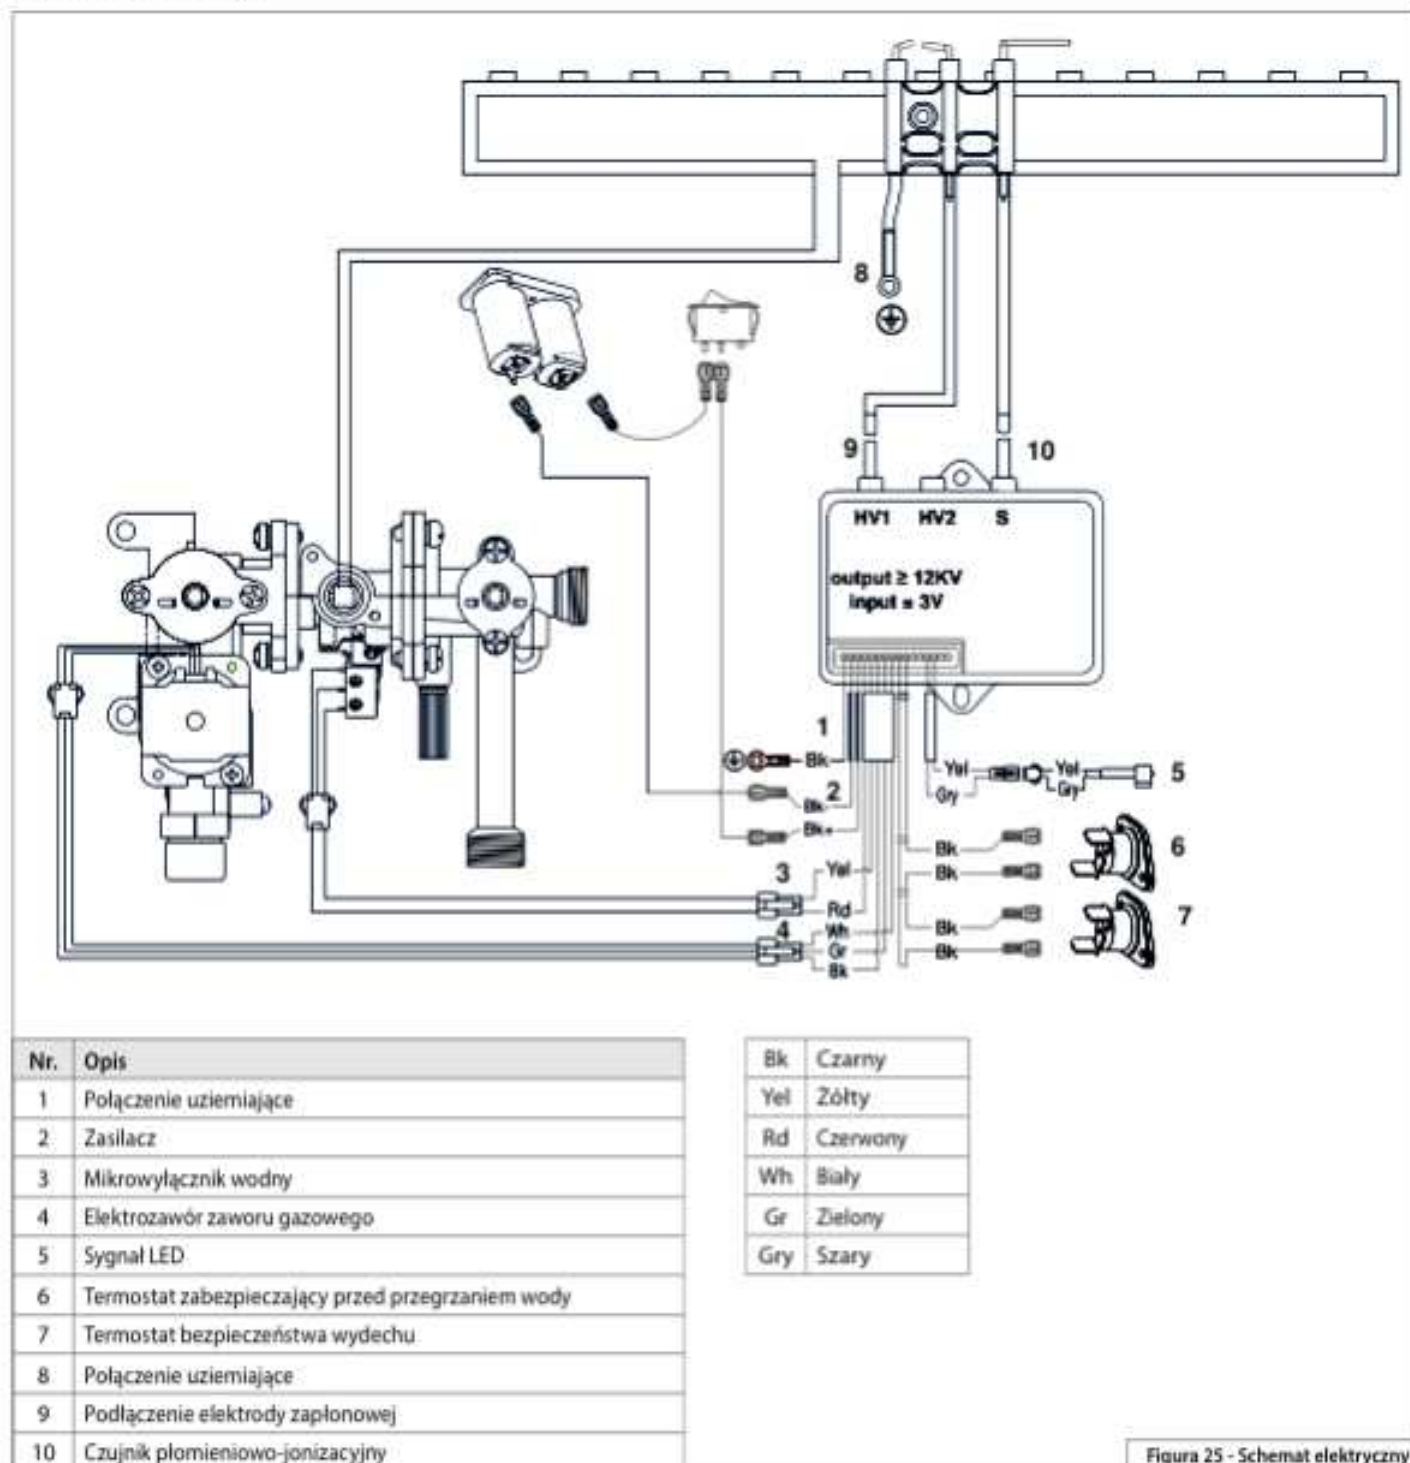 8
9
10
HV1 HV2 S
output ≥ 12KV
input = 3V
1
Bk
2
Bk-
Bk+
3
Yel
Rd
4
Wh
Gr
Bk
Yel Yel 5
Gry Gry
Bk
6
Bk
Bk
7
Bk
Nr. Opis
1 Połączenie uziemiające
2 Zasilacz
3 Mikrowyłącznik wodny
4 Elektrozawór zaworu gazowego
5 Sygnał LED
6 Termostat zabezpieczający przed przegrzaniem wody
7 Termostat bezpieczeństwa wydechu
8 Połączenie uziemiające
9 Podłączenie elektrody zapłonowej
10 Czujnik płomieniowo-jonizacyjny
Bk Czarny
Yel Żółty
Rd Czerwony
Wh Biały
Gr Zielony
Gry Szary
Figura 25 - Schemat elektryczny